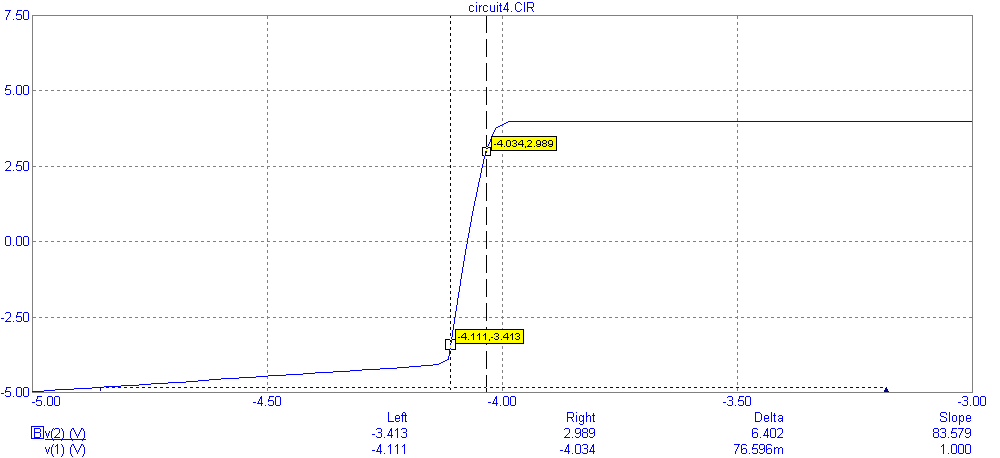 circuit4.CIR
7.50
5.00
2.50
0.00
-2.50
-5.00
-4.034,2.989
-4.111,-3.413
-5.00 -4.50 -4.00 -3.50 -3.00
Left Right Delta Slope
B v(2) (V) -3.413 2.989 6.402 83.579
v(1) (V) -4.111 -4.034 76.596m 1.000